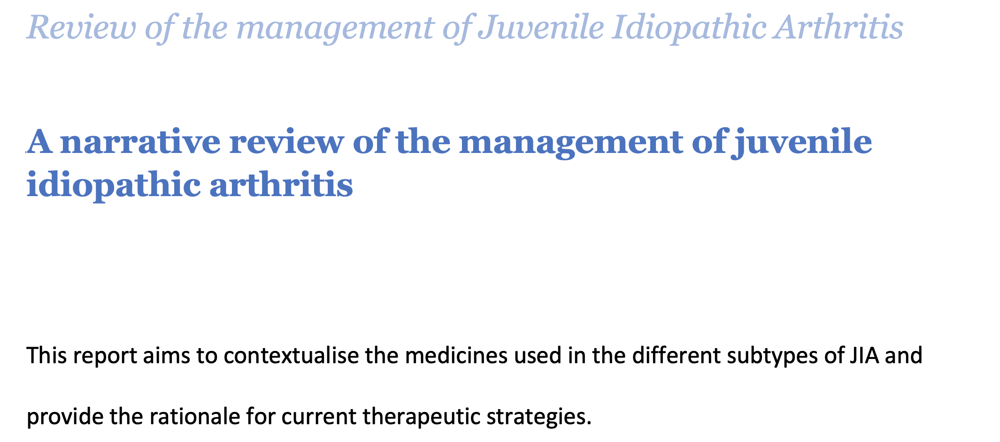 Review of the management of Juvenile Idiopathic Arthritis
A narrative review of the management of juvenile
idiopathic arthritis
This report aims to contextualise the medicines used in the different subtypes of JIA and
provide the rationale for current therapeutic strategies.